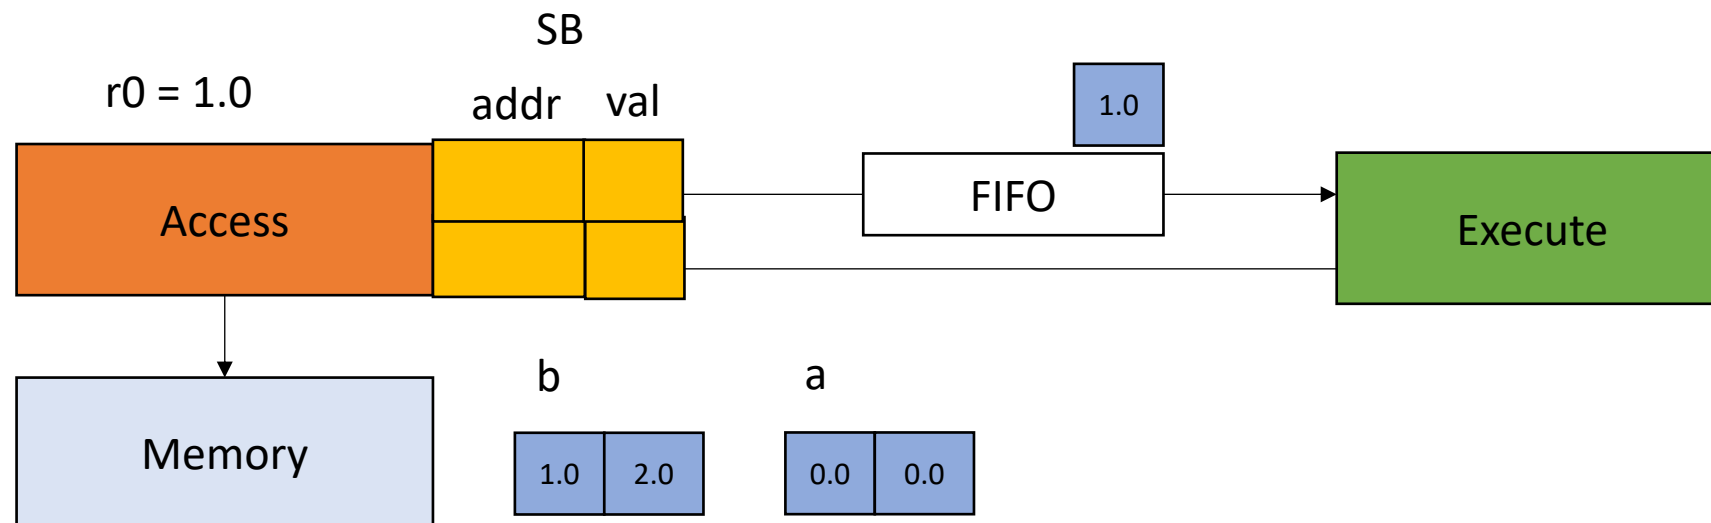 SB
r0 = 1.0
addr
val
1.0
Access
FIFO
Execute
Memory
b
a
1.0
2.0
0.0
0.0